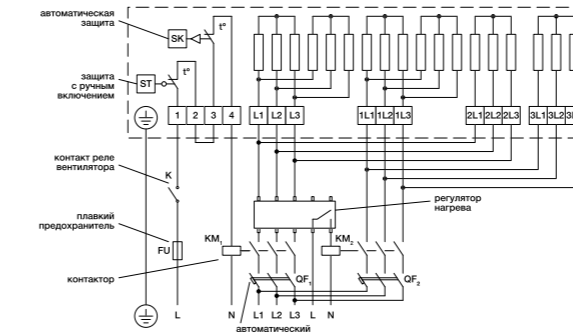 автоматическая
защита
SK
t°
защита
с ручным
включением
ST
t°
1 2 3 4 L1 L2 L3 1L1 1L2 1L3 2L1 2L2 2L3 3L1 3L2
контакт реле
вентилятора
K
плавкий
предохранитель
FU
контактор
KM1
KM2
регулятор
нагрева
QF1
QF2
L N L1 L2 L3 L N
автоматический